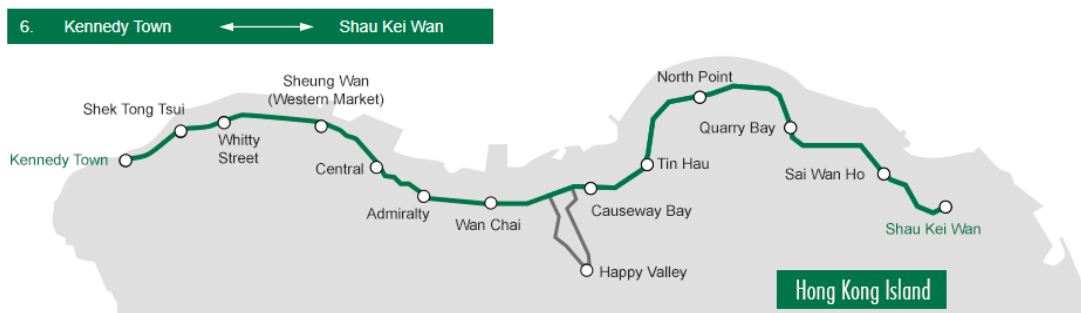 6. Kennedy Town Shau Kei Wan
Sheung Wan
(Western Market)
North Point
Shek Tong Tsui
Whitty
Street
Quarry Bay
Kennedy Town
Central
Tin Hau
Sai Wan Ho
Admiralty
Wan Chai
Causeway Bay
Shau Kei Wan
Happy Valley
Hong Kong Island